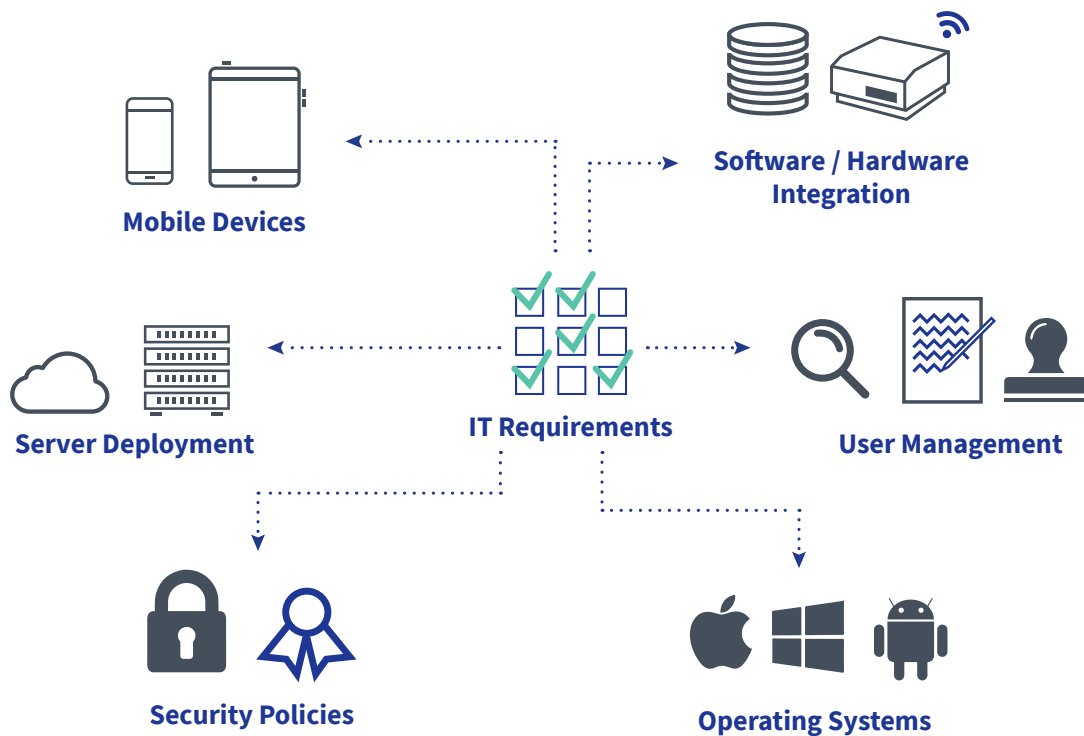 Software / Hardware
Integration
Mobile Devices
IT Requirements
Server Deployment
User Management
Security Policies
Operating Systems